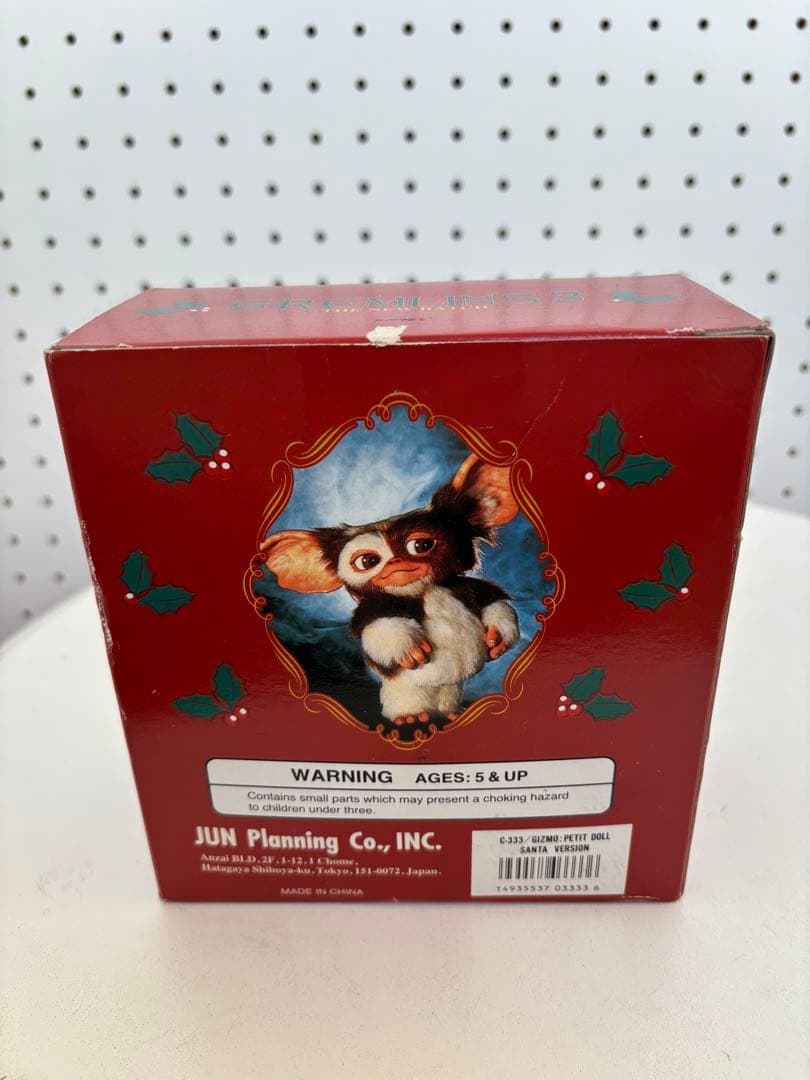 GREMLINS 2
THE NEW BATCH
WARNING AGES: 5 & UP
Contains small parts which may present a choking hazard
to children under three.
JUN Planning Co., INC.
Anzai BLD. 2F, 1-12, 1 Chome,
Hatagaya Shibuya-ku, Tokyo, 151-0072, Japan.
MADE IN CHINA
C-333/GIZMO:PETIT DOLL
SANTA VERSION
T4935537 03333 6